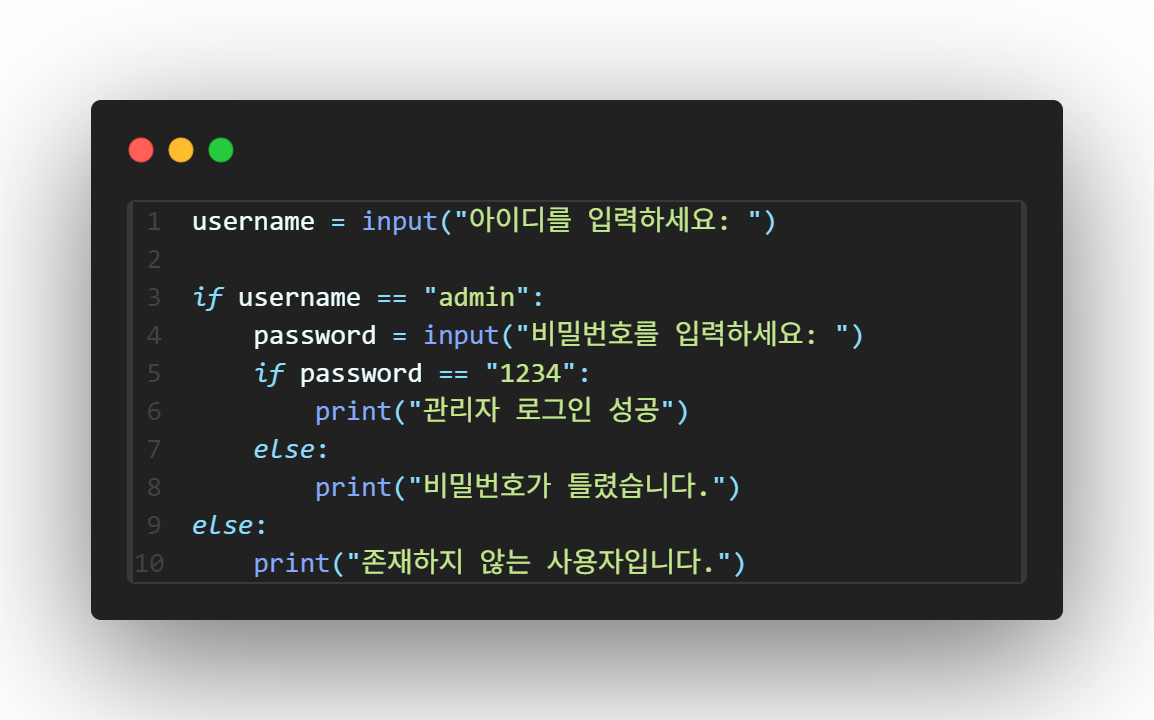 1 username = input("아이디를 입력하세요: ")
2
3 if username == "admin":
4     password = input("비밀번호를 입력하세요: ")
5     if password == "1234":
6         print("관리자 로그인 성공")
7     else:
8         print("비밀번호가 틀렸습니다.")
9 else:
10     print("존재하지 않는 사용자입니다.")